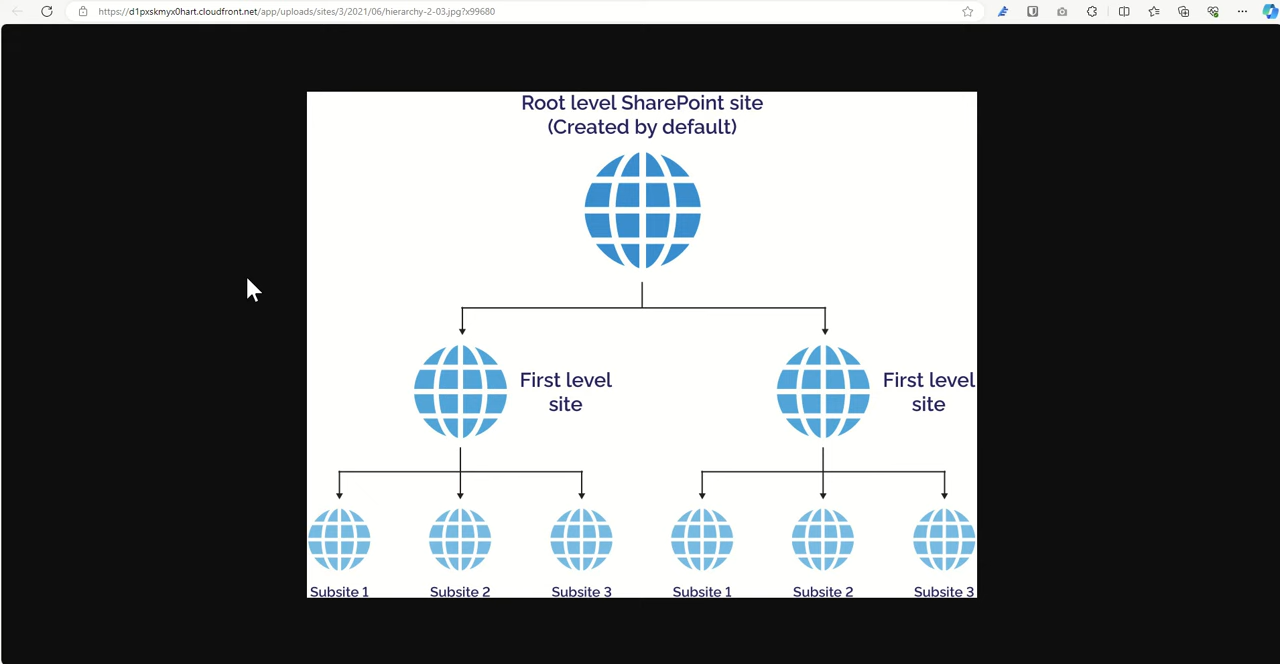 https://d1pxskmyx0hart.cloudfront.net/app/uploads/sites/3/2021/06/hierarchy-2-03.jpg?x99680
Root level SharePoint site
(Created by default)
First level
site
First level
site
Subsite 1
Subsite 2
Subsite 3
Subsite 1
Subsite 2
Subsite 3